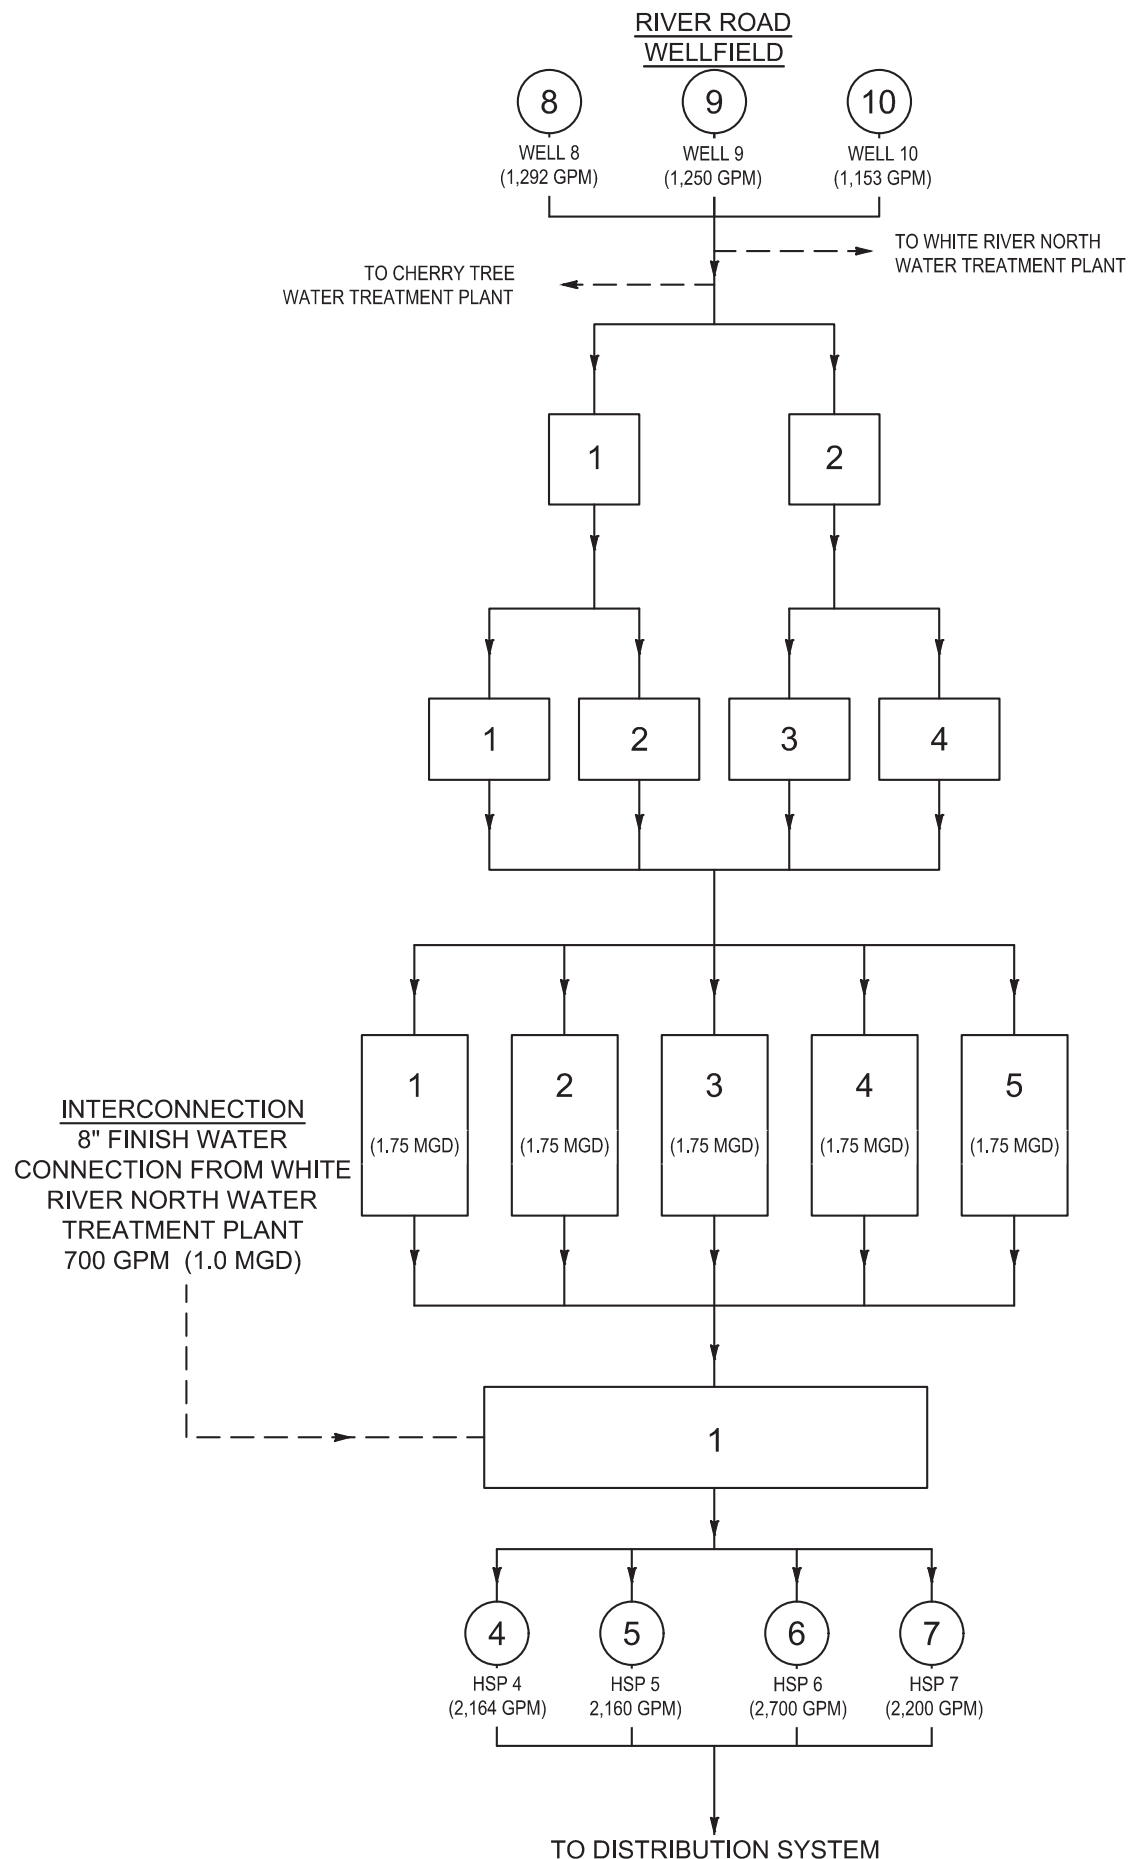 RIVER ROAD
WELLFIELD
8
9
10
WELL 8
(1,292 GPM)
WELL 9
(1,250 GPM)
WELL 10
(1,153 GPM)
TO WHITE RIVER NORTH
WATER TREATMENT PLANT
TO CHERRY TREE
WATER TREATMENT PLANT
1
2
1
2
3
4
1
2
3
4
5
(1.75 MGD)
(1.75 MGD)
(1.75 MGD)
(1.75 MGD)
(1.75 MGD)
INTERCONNECTION
8" FINISH WATER
CONNECTION FROM WHITE
RIVER NORTH WATER
TREATMENT PLANT
700 GPM (1.0 MGD)
1
4
5
6
7
HSP 4
(2,164 GPM)
HSP 5
2,160 GPM)
HSP 6
(2,700 GPM)
HSP 7
(2,200 GPM)
TO DISTRIBUTION SYSTEM